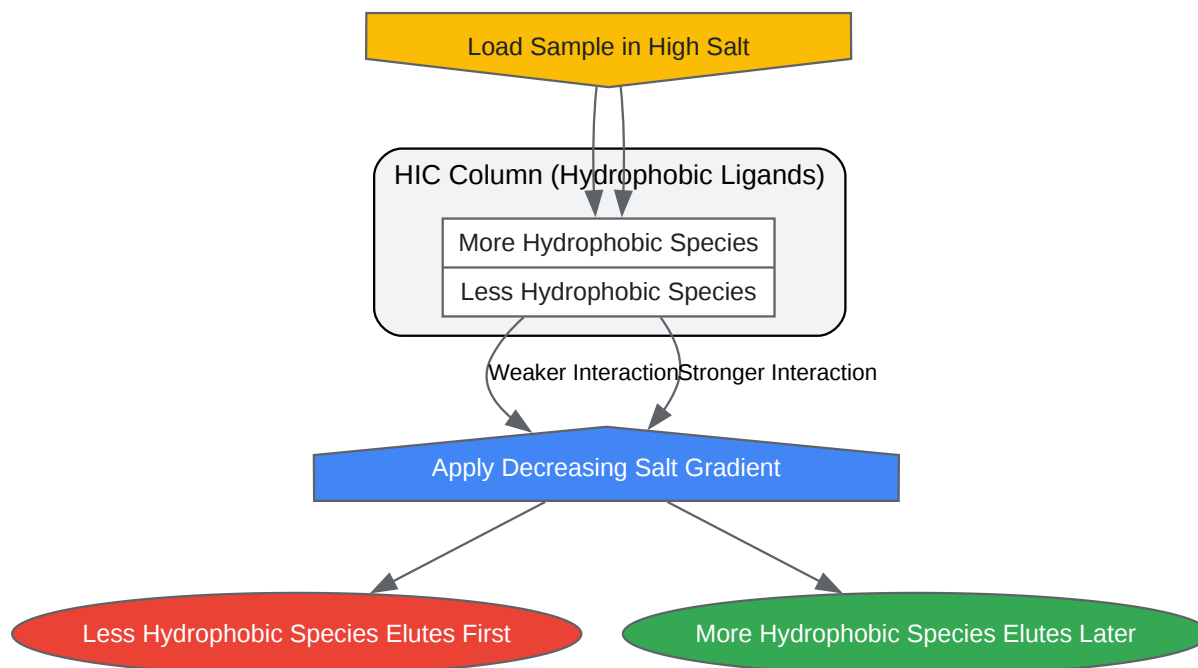 Load Sample in High Salt
HIC Column (Hydrophobic Ligands)
More Hydrophobic Species
Less Hydrophobic Species
Weaker Interaction
Stronger Interaction
Apply Decreasing Salt Gradient
Less Hydrophobic Species Elutes First
More Hydrophobic Species Elutes Later